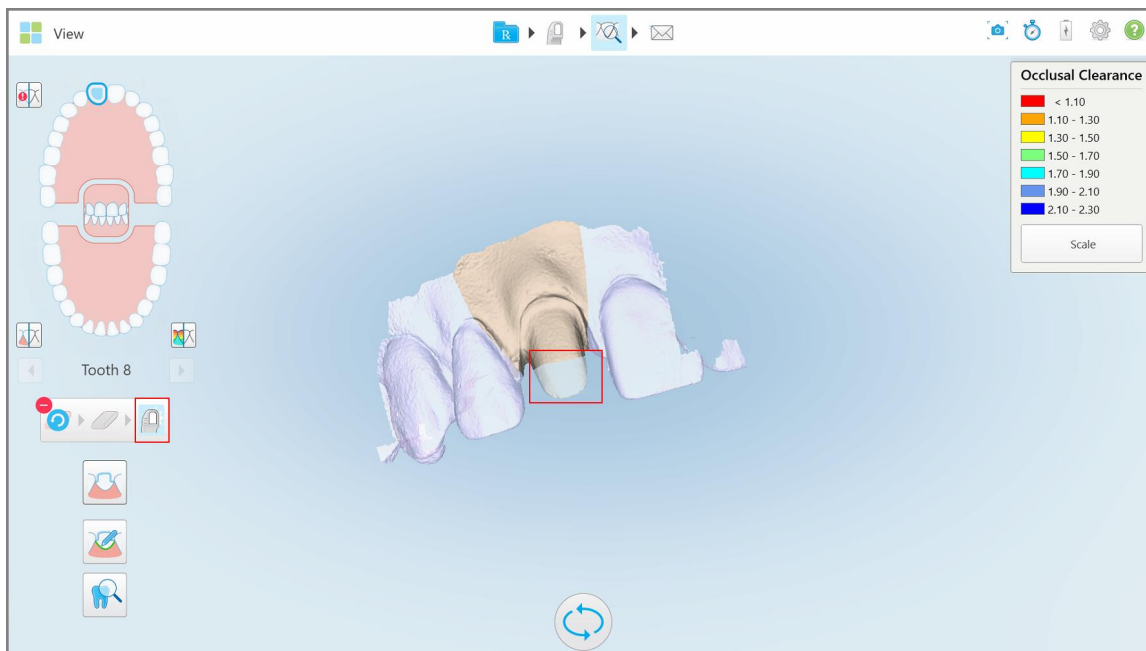 View
R
?
Occlusal Clearance
< 1.10
1.10 - 1.30
1.30 - 1.50
1.50 - 1.70
1.70 - 1.90
1.90 - 2.10
2.10 - 2.30
Scale
Tooth 8